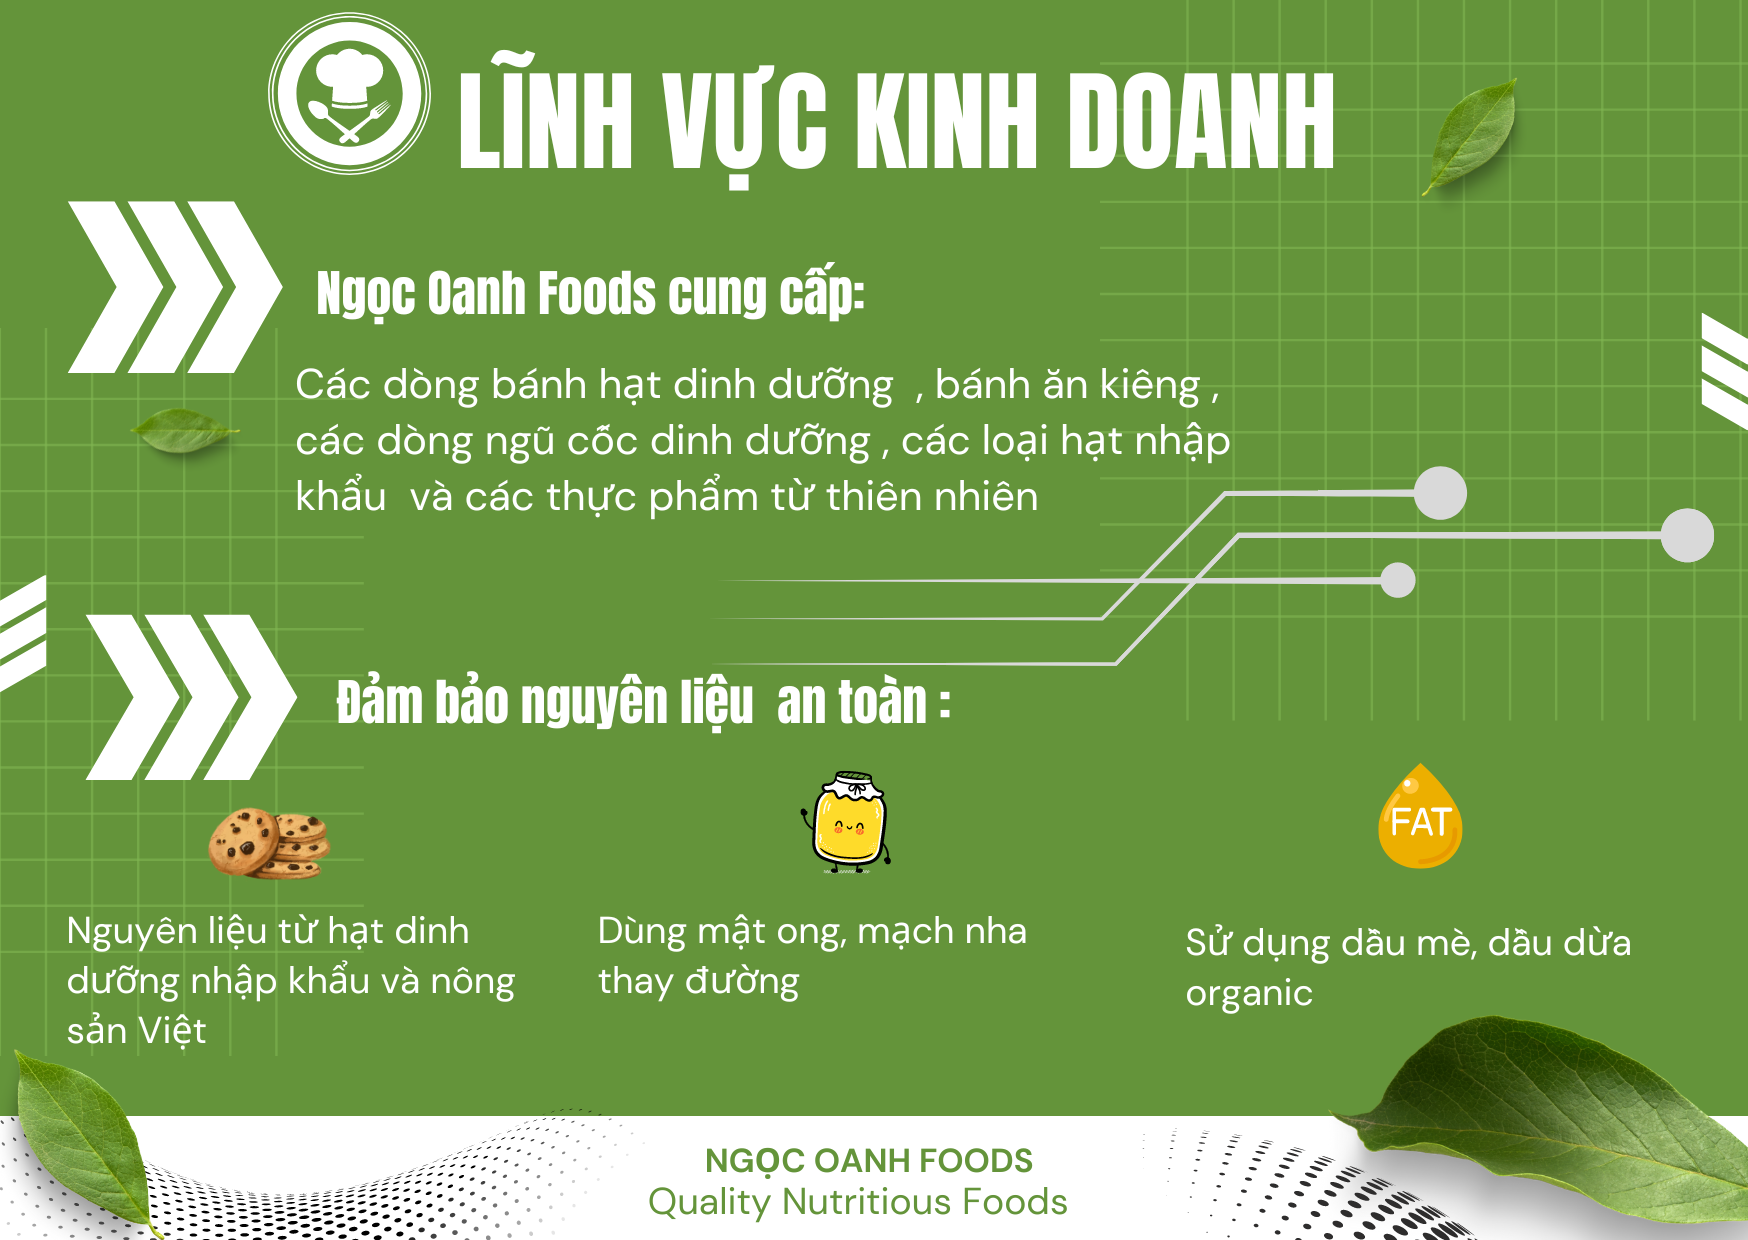 LĨNH VỰC KINH DOANH
Ngọc Oanh Foods cung cấp:
Các dòng bánh hạt dinh dưỡng , bánh ăn kiêng ,
các dòng ngũ cốc dinh dưỡng , các loại hạt nhập
khẩu và các thực phẩm từ thiên nhiên
Đảm bảo nguyên liệu an toàn :
FAT
Nguyên liệu từ hạt dinh
dưỡng nhập khẩu và nông
sản Việt
Dùng mật ong, mạch nha
thay đường
Sử dụng dầu mè, dầu dừa
organic
NGỌC OANH FOODS
Quality Nutritious Foods